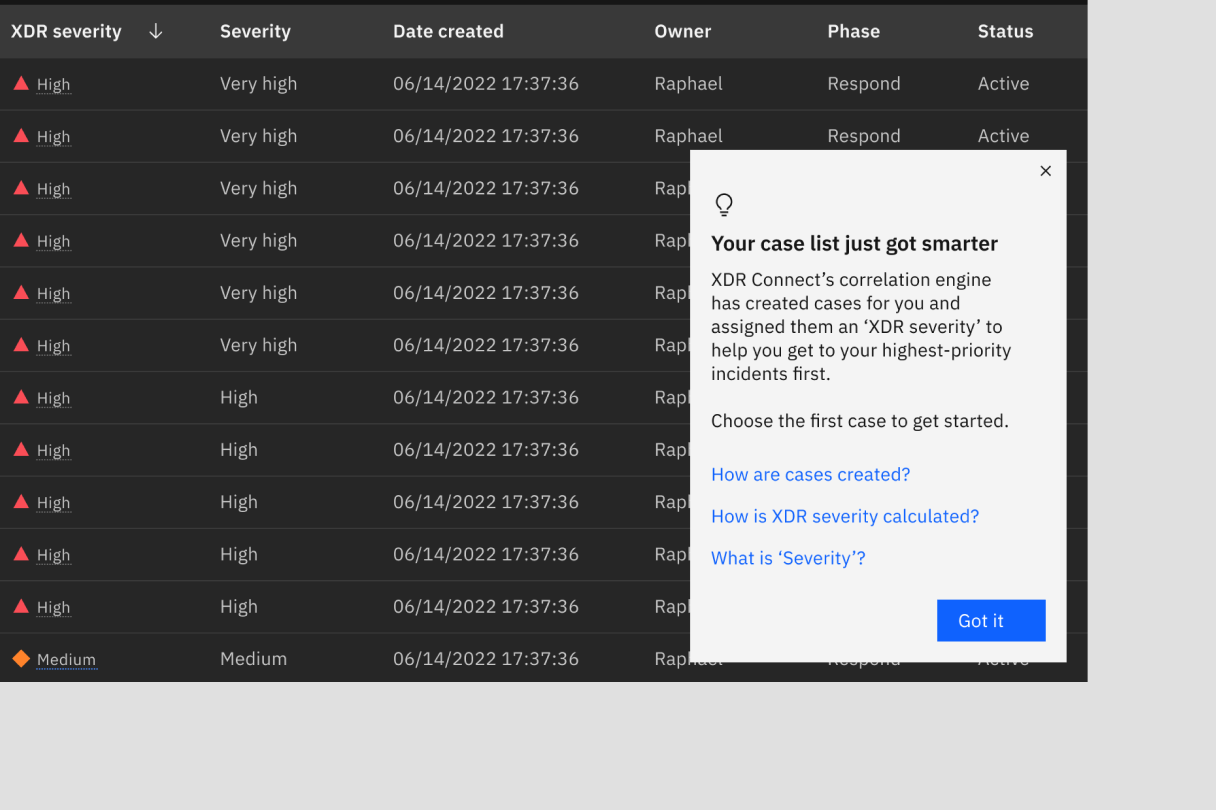 XDR severity Severity Date created Owner Phase Status
High Very high 06/14/2022 17:37:36 Raphael Respond Active
High Very high 06/14/2022 17:37:36 Raphael Respond Active
High Very high 06/14/2022 17:37:36
High Very high 06/14/2022 17:37:36
High Very high 06/14/2022 17:37:36
High Very high 06/14/2022 17:37:36
High High 06/14/2022 17:37:36
High High 06/14/2022 17:37:36
High High 06/14/2022 17:37:36
High High 06/14/2022 17:37:36
High High 06/14/2022 17:37:36
Medium Medium 06/14/2022 17:37:36 Raphael Respond Active
Your case list just got smarter
XDR Connect’s correlation engine
has created cases for you and
assigned them an ‘XDR severity’ to
help you get to your highest-priority
incidents first.
Choose the first case to get started.
How are cases created?
How is XDR severity calculated?
What is ‘Severity’?
Got it